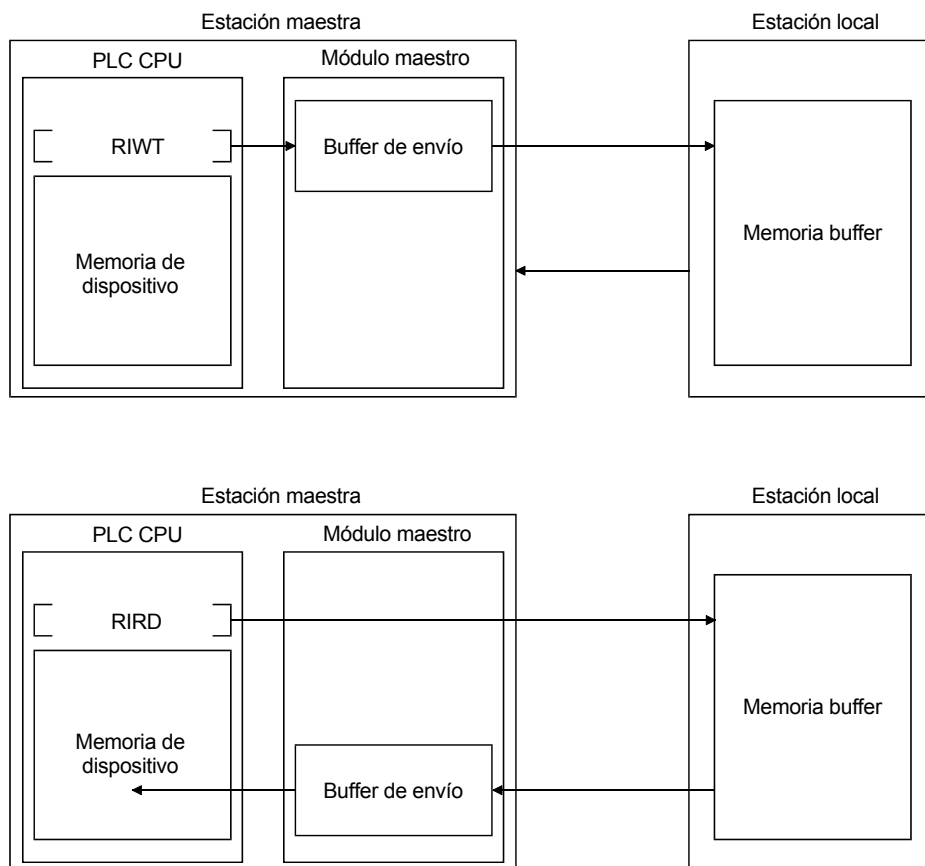 Estación maestra
Estación local
PLC CPU
Módulo maestro
RIWT
Buffer de envío
Memoria de
dispositivo
Memoria buffer
Estación maestra
Estación local
PLC CPU
Módulo maestro
RIRD
Memoria de
dispositivo
Buffer de envío
Memoria buffer